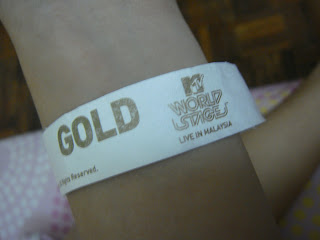 GOLD
MTV
WORLD
STAGE
LIVE IN MALAYSIA
Rights Reserved.